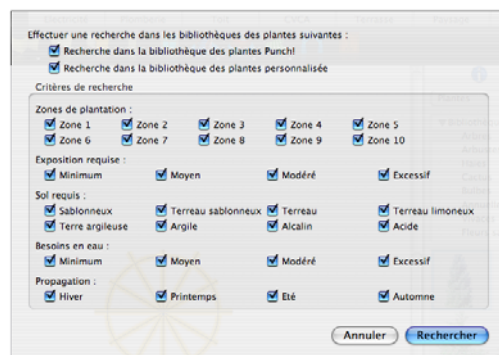 Effectuer une recherche dans les bibliothèques des plantes suivantes :
Recherche dans la bibliothèque des plantes Punch!
Recherche dans la bibliothèque des plantes personnalisée
Critères de recherche
Zones de plantation :
Zone 1 Zone 2 Zone 3 Zone 4 Zone 5
Zone 6 Zone 7 Zone 8 Zone 9 Zone 10
Exposition requise :
Minimum Moyen Modéré Excessif
Sol requis :
Sablonneux Terreau sablonneux Terreau Terreau limoneux
Terre argileuse Argile Alcalin Acide
Besoins en eau :
Minimum Moyen Modéré Excessif
Propagation :
Hiver Printemps Eté Automne
Annuler Rechercher